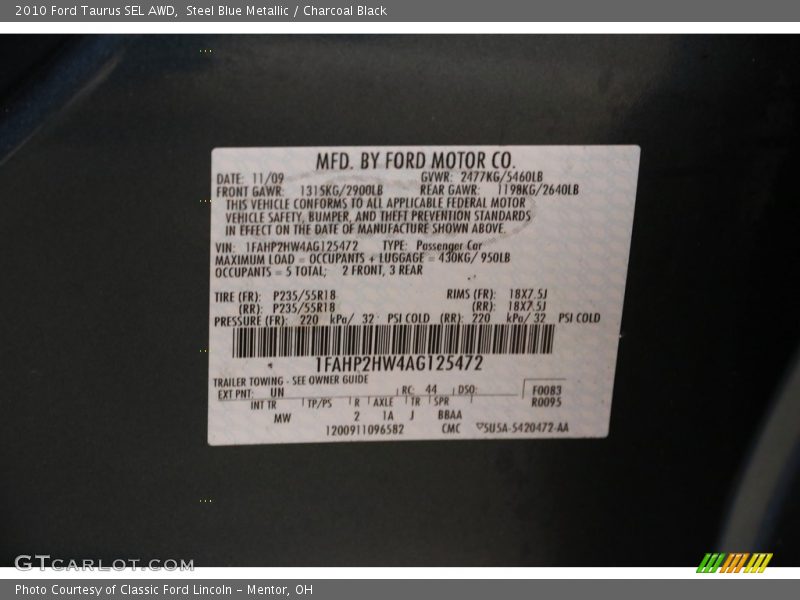 2010 Ford Taurus SEL AWD,  Steel Blue Metallic / Charcoal Black
MFD. BY FORD MOTOR CO.
DATE: 11/09 GVWR: 2477KG/5460LB
FRONT GAWR: 1315KG/2900LB REAR GAWR: 1198KG/2640LB
THIS VEHICLE CONFORMS TO ALL APPLICABLE FEDERAL MOTOR
VEHICLE SAFETY, BUMPER, AND THEFT PREVENTION STANDARDS
IN EFFECT ON THE DATE OF MANUFACTURE SHOWN ABOVE.
VIN: 1FAHP2HW4AG125472 TYPE: Passenger Car
MAXIMUM LOAD = OCCUPANTS + LUGGAGE = 430KG/ 950LB
OCCUPANTS = 5 TOTAL; 2 FRONT, 3 REAR
TIRE (FR): P235/55R18 RIMS (FR): 18X7.5J
(RR): P235/55R18 (RR): 18X7.5J
PRESSURE (FR): 220 kPa/ 32 PSI COLD (RR): 220 kPa/ 32 PSI COLD
1FAHP2HW4AG125472
TRAILER TOWING - SEE OWNER GUIDE
EXT PNT: UN RC: 44 DSO: F0083
INT TR TP/PS R AXLE TR SPR R0095
MW 2 1A J BBAA
1200911096582 CMC 5U5A-5420472-AA
GTCARLOT.COM
Photo Courtesy of Classic Ford Lincoln - Mentor, OH